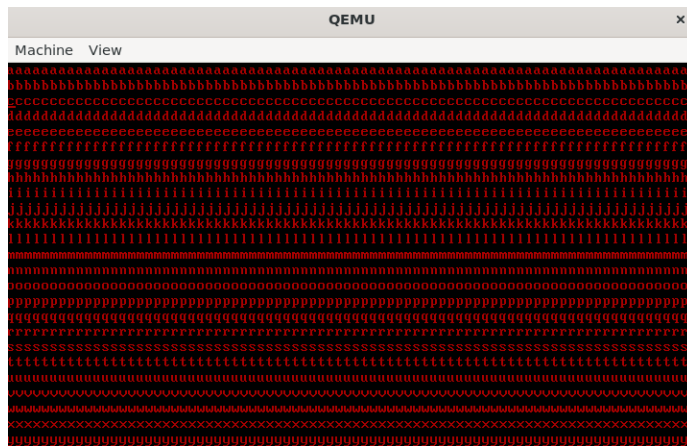 QEMU
Machine View
aaaaaaaaaaaaaaaaaaaaaaaaaaaaaaaaaaaaaaaaaaaaaaaaaaaaaaaaaaaaaaaaaaaaaaaaaaaaaaaa
bbbbbbbbbbbbbbbbbbbbbbbbbbbbbbbbbbbbbbbbbbbbbbbbbbbbbbbbbbbbbbbbbbbbbbbbbbbbbbbb
cccccccccccccccccccccccccccccccccccccccccccccccccccccccccccccccccccccccccccccccc
dddddddddddddddddddddddddddddddddddddddddddddddddddddddddddddddddddddddddddddddd
eeeeeeeeeeeeeeeeeeeeeeeeeeeeeeeeeeeeeeeeeeeeeeeeeeeeeeeeeeeeeeeeeeeeeeeeeeeeeeee
ffffffffffffffffffffffffffffffffffffffffffffffffffffffffffffffffffffffffffffffff
gggggggggggggggggggggggggggggggggggggggggggggggggggggggggggggggggggggggggggggggg
hhhhhhhhhhhhhhhhhhhhhhhhhhhhhhhhhhhhhhhhhhhhhhhhhhhhhhhhhhhhhhhhhhhhhhhhhhhhhhhh
iiiiiiiiiiiiiiiiiiiiiiiiiiiiiiiiiiiiiiiiiiiiiiiiiiiiiiiiiiiiiiiiiiiiiiiiiiiiiiii
jjjjjjjjjjjjjjjjjjjjjjjjjjjjjjjjjjjjjjjjjjjjjjjjjjjjjjjjjjjjjjjjjjjjjjjjjjjjjjjj
kkkkkkkkkkkkkkkkkkkkkkkkkkkkkkkkkkkkkkkkkkkkkkkkkkkkkkkkkkkkkkkkkkkkkkkkkkkkkkkk
llllllllllllllllllllllllllllllllllllllllllllllllllllllllllllllllllllllllllllllll
mmmmmmmmmmmmmmmmmmmmmmmmmmmmmmmmmmmmmmmmmmmmmmmmmmmmmmmmmmmmmmmmmmmmmmmmmmmmmmmm
nnnnnnnnnnnnnnnnnnnnnnnnnnnnnnnnnnnnnnnnnnnnnnnnnnnnnnnnnnnnnnnnnnnnnnnnnnnnnnnn
oooooooooooooooooooooooooooooooooooooooooooooooooooooooooooooooooooooooooooooooo
pppppppppppppppppppppppppppppppppppppppppppppppppppppppppppppppppppppppppppppppp
qqqqqqqqqqqqqqqqqqqqqqqqqqqqqqqqqqqqqqqqqqqqqqqqqqqqqqqqqqqqqqqqqqqqqqqqqqqqqqqq
rrrrrrrrrrrrrrrrrrrrrrrrrrrrrrrrrrrrrrrrrrrrrrrrrrrrrrrrrrrrrrrrrrrrrrrrrrrrrrrr
ssssssssssssssssssssssssssssssssssssssssssssssssssssssssssssssssssssssssssssssss
tttttttttttttttttttttttttttttttttttttttttttttttttttttttttttttttttttttttttttttttt
uuuuuuuuuuuuuuuuuuuuuuuuuuuuuuuuuuuuuuuuuuuuuuuuuuuuuuuuuuuuuuuuuuuuuuuuuuuuuuuu
vvvvvvvvvvvvvvvvvvvvvvvvvvvvvvvvvvvvvvvvvvvvvvvvvvvvvvvvvvvvvvvvvvvvvvvvvvvvvvvv
wwwwwwwwwwwwwwwwwwwwwwwwwwwwwwwwwwwwwwwwwwwwwwwwwwwwwwwwwwwwwwwwwwwwwwwwwwwwwwww
xxxxxxxxxxxxxxxxxxxxxxxxxxxxxxxxxxxxxxxxxxxxxxxxxxxxxxxxxxxxxxxxxxxxxxxxxxxxxxxx
yyyyyyyyyyyyyyyyyyyyyyyyyyyyyyyyyyyyyyyyyyyyyyyyyyyyyyyyyyyyyyyyyyyyyyyyyyyyyyyy